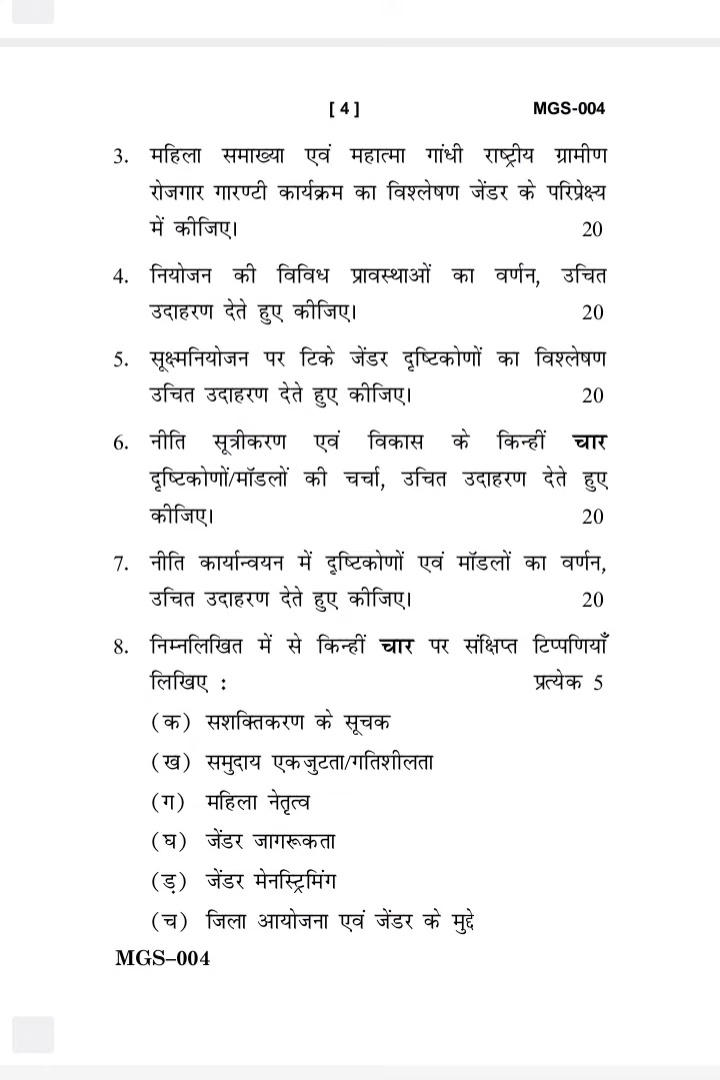 [ 4 ] MGS-004
3. महिला समाख्या एवं महात्मा गांधी राष्ट्रीय ग्रामीण
रोजगार गारण्टी कार्यक्रम का विश्लेषण जेंडर के परिप्रेक्ष्य
में कीजिए। 20
4. नियोजन की विविध प्रावस्थाओं का वर्णन, उचित
उदाहरण देते हुए कीजिए। 20
5. सूक्ष्मनियोजन पर टिके जेंडर दृष्टिकोणों का विश्लेषण
उचित उदाहरण देते हुए कीजिए। 20
6. नीति सूत्रीकरण एवं विकास के किन्हीं चार
दृष्टिकोणों/मॉडलों की चर्चा, उचित उदाहरण देते हुए
कीजिए। 20
7. नीति कार्यान्वयन में दृष्टिकोणों एवं मॉडलों का वर्णन,
उचित उदाहरण देते हुए कीजिए। 20
8. निम्नलिखित में से किन्हीं चार पर संक्षिप्त टिप्पणियाँ
लिखिए : प्रत्येक 5
(क) सशक्तिकरण के सूचक
(ख) समुदाय एकजुटता/गतिशीलता
(ग) महिला नेतृत्व
(घ) जेंडर जागरूकता
(ड़) जेंडर मेनस्ट्रिमिंग
(च) जिला आयोजना एवं जेंडर के मुद्दे
MGS–004